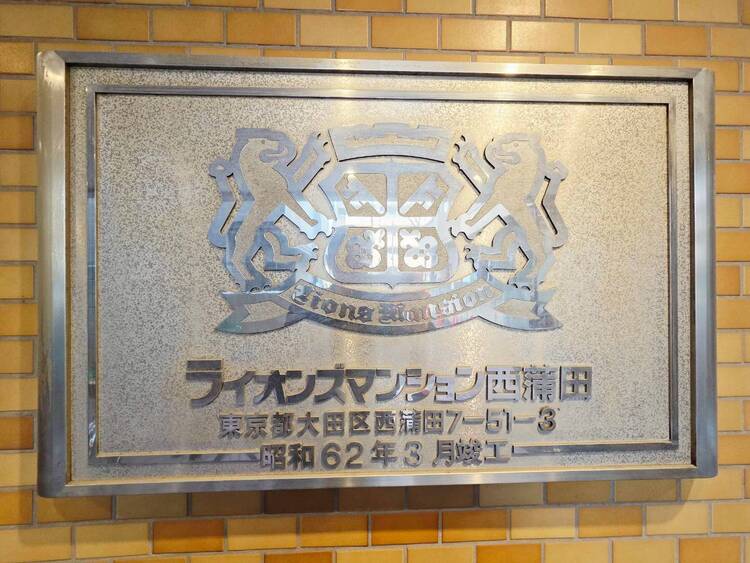 Lions Mansion
ライオンズマンション西蒲田
東京都大田区西蒲田7-51-3
昭和62年3月竣工